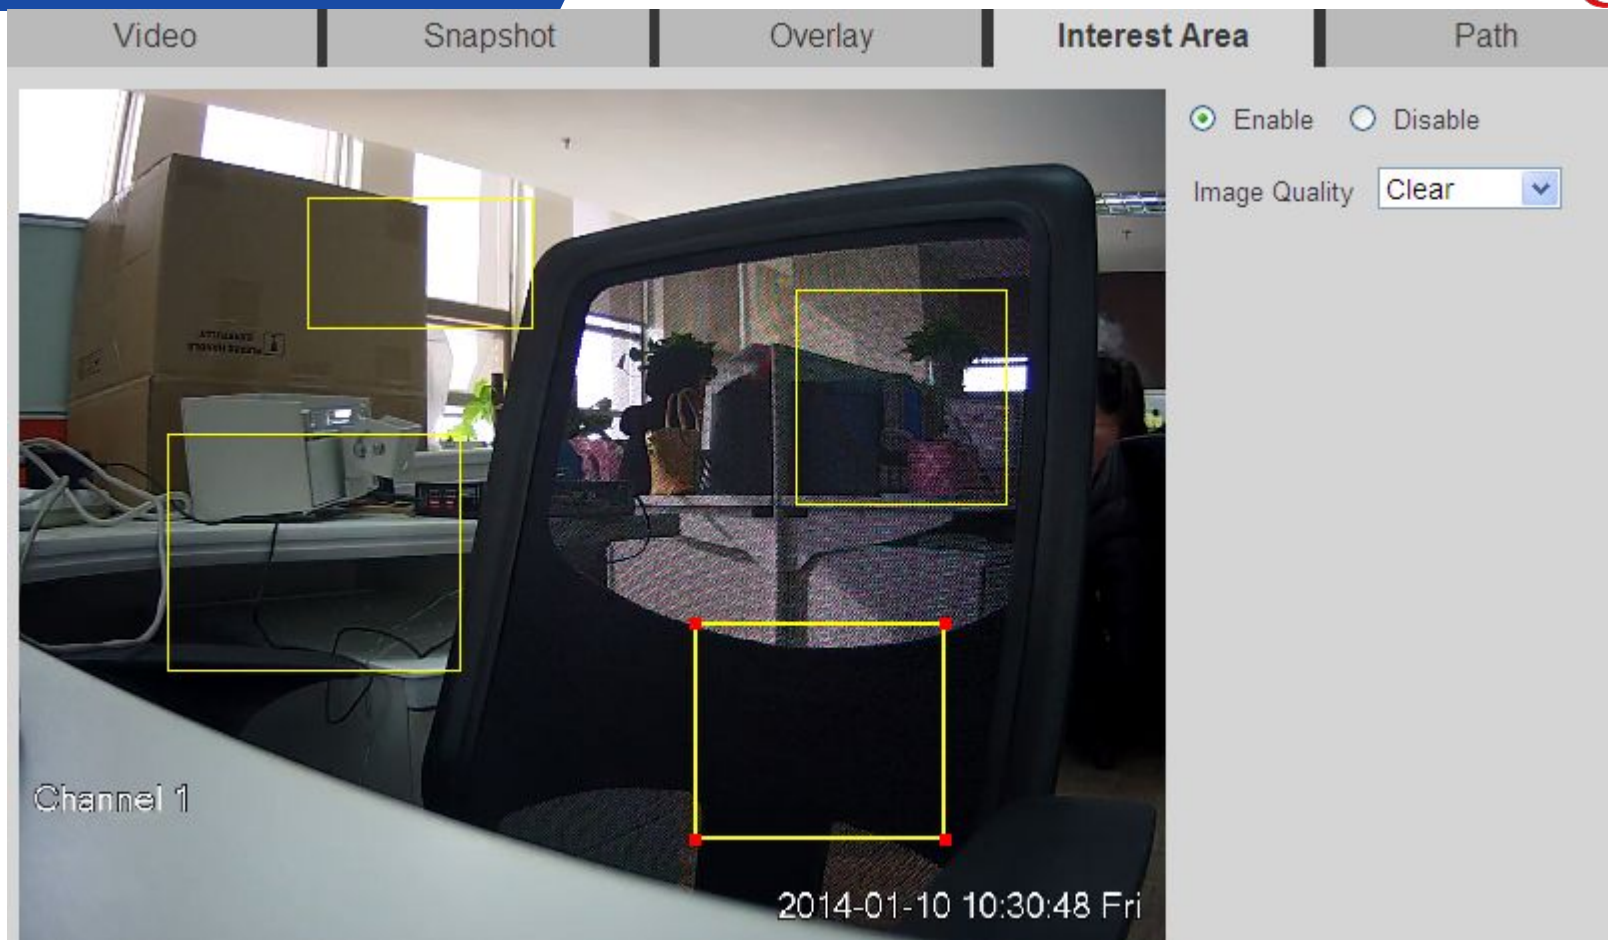 Video Snapshot Overlay Interest Area Path
Enable Disable
Image Quality Clear
Channel 1
2014-01-10 10:30:48 Fri